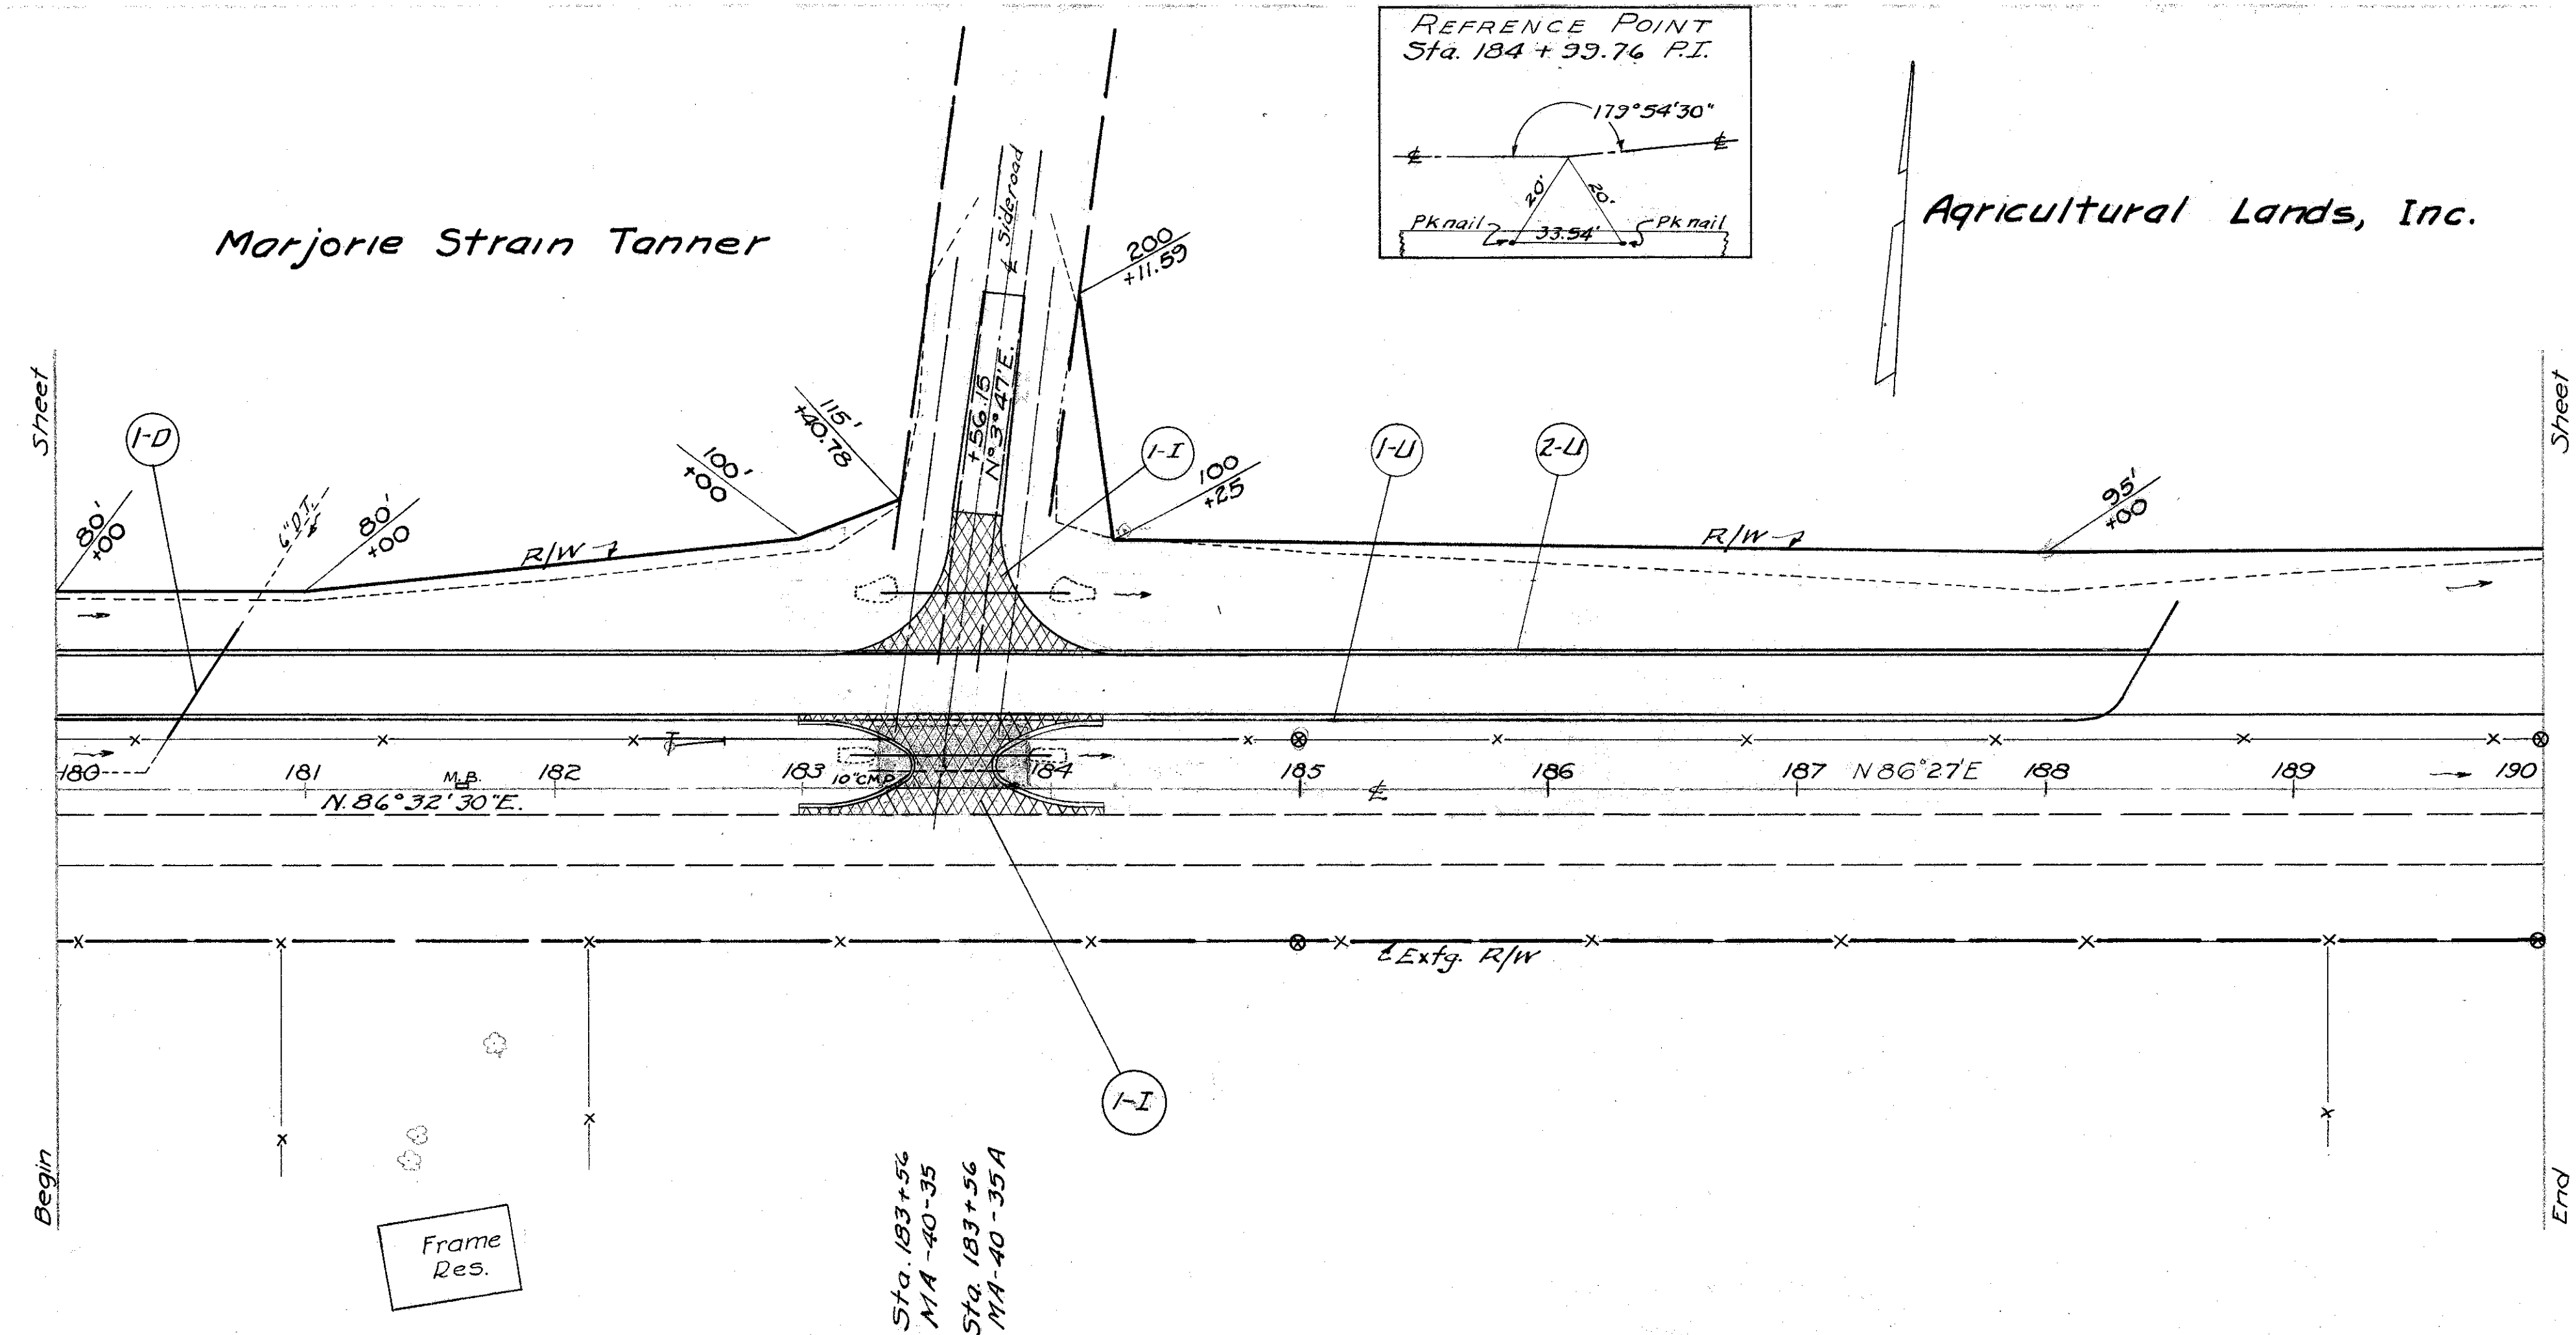 REFRENCE POINT
Sta. 184 + 99.76 P.I.
179°54'30"
℄
℄
20'
20'
PK nail
33.54'
PK nail
Marjorie Strain Tanner
Agricultural Lands, Inc.
℄ Sideroad
200
+11.59
+56.15
N°3°47'E.
Sheet
Sheet
1-D
115'
+40.78
1-I
1-U
2-U
100'
+00
100
+25
95'
+00
80'
+00
6" D.T.
80'
+00
R/W
R/W
180
181
M.B.
182
183
10"CMP
184
185
186
187
N86°27'E
188
189
190
N.86°32'30"E.
℄
Extg. R/W
1-I
Begin
End
Sta. 183+56
MA-40-35
Sta. 183+56
MA-40-35A
Frame
Res.